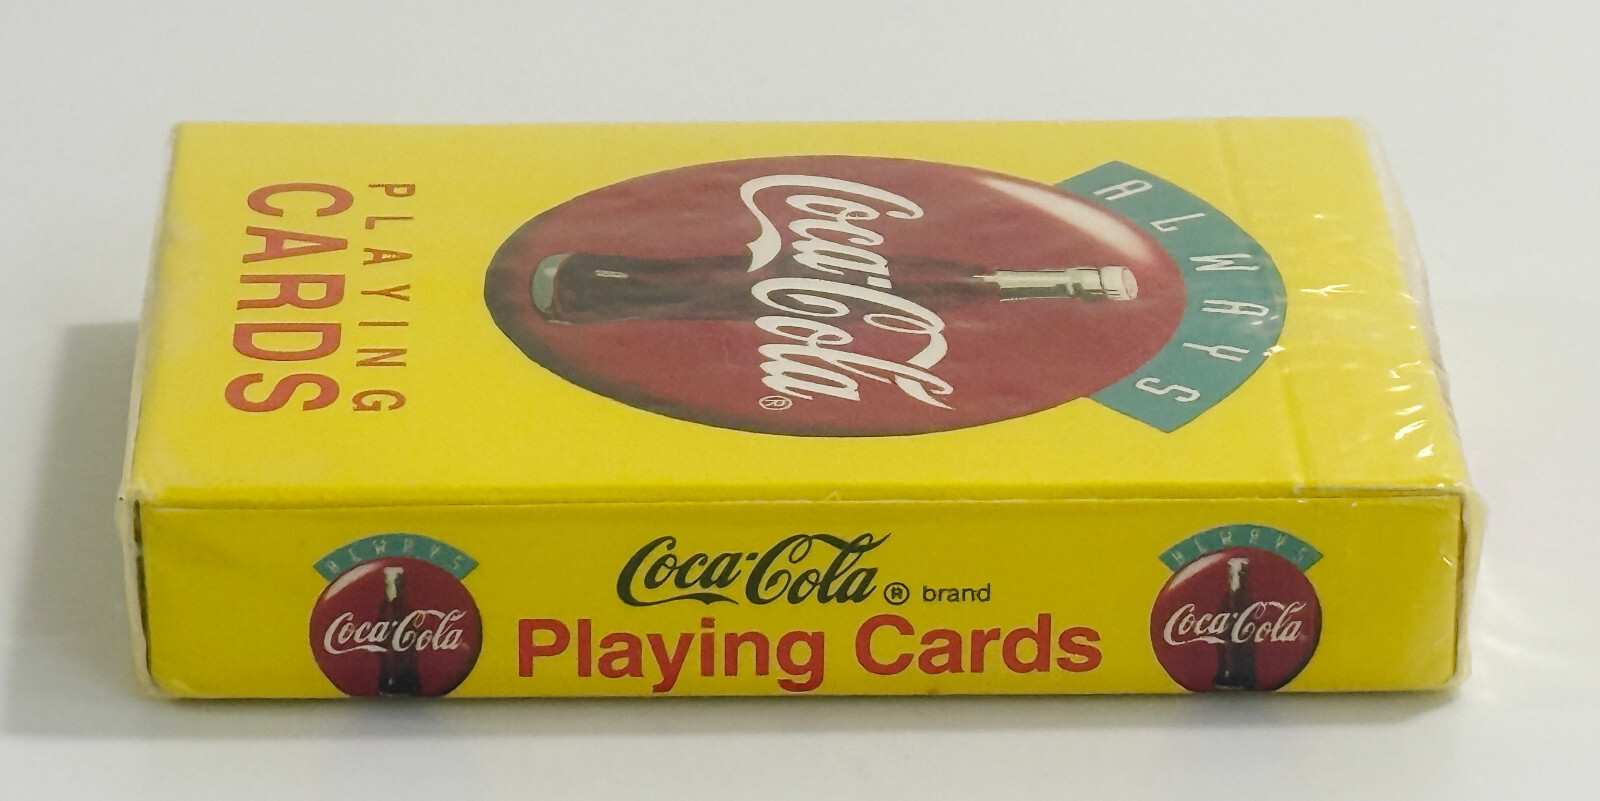 ALWAYS
Coca-Cola®
PLAYING
CARDS
ALWAYS
Coca-Cola
Coca-Cola® brand
Playing Cards
ALWAYS
Coca-Cola